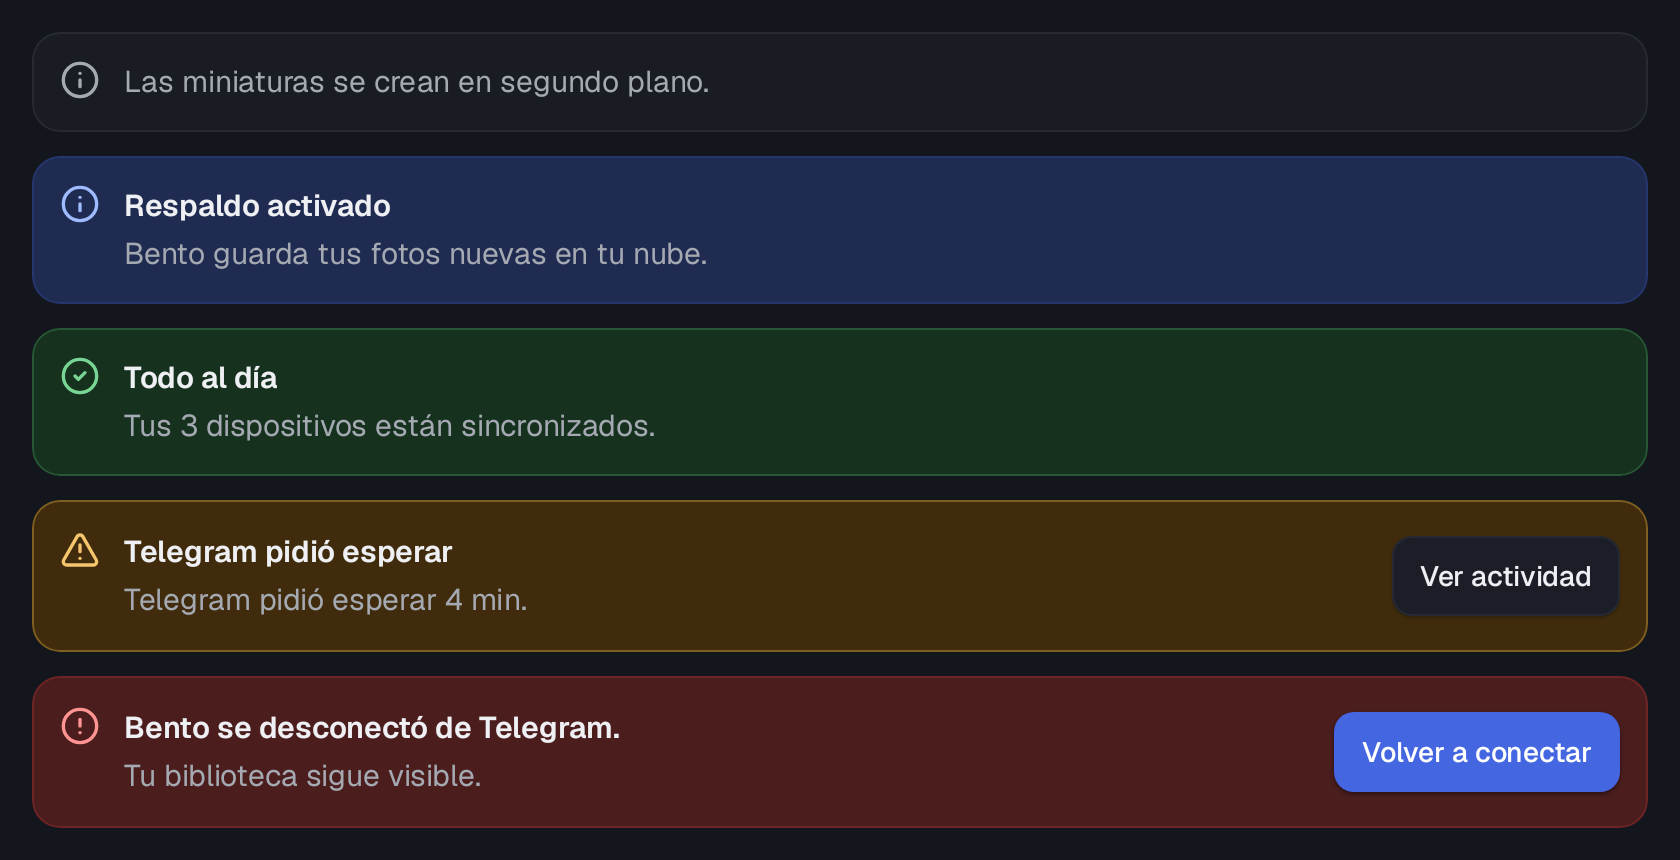 Las miniaturas se crean en segundo plano.
Respaldo activado
Bento guarda tus fotos nuevas en tu nube.
Todo al día
Tus 3 dispositivos están sincronizados.
Telegram pidió esperar
Telegram pidió esperar 4 min.
Ver actividad
Bento se desconectó de Telegram.
Tu biblioteca sigue visible.
Volver a conectar